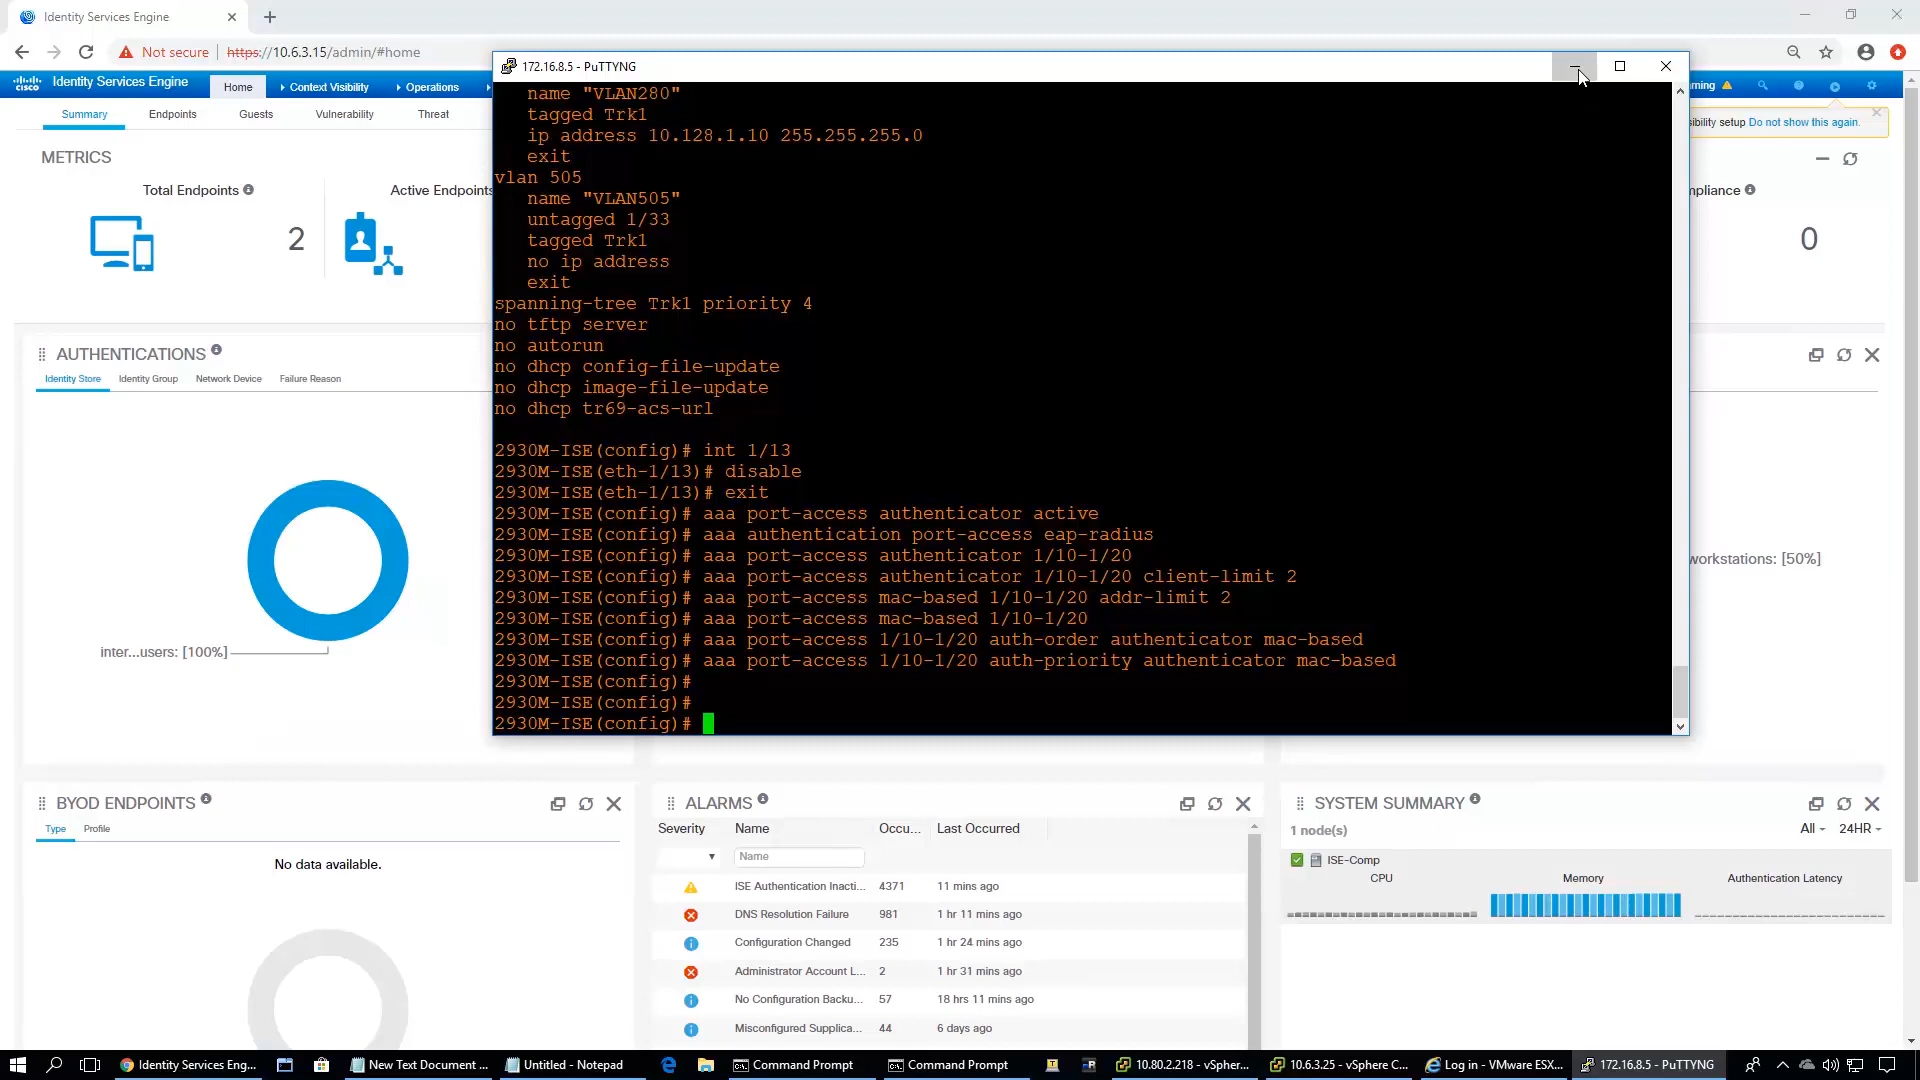 Identity Services Engine
Not secure
https://10.6.3.15/admin/#home
cisco
Identity Services Engine
Home
Context Visibility
Operations
Summary
Endpoints
Guests
Vulnerability
Threat
Do not show this again.
METRICS
Total Endpoints
2
Active Endpoints
0
AUTHENTICATIONS
Identity Store
Identity Group
Network Device
Failure Reason
inter...users: [100%]
workstations: [50%]
172.16.8.5 - PuTTYNG
name "VLAN280"
tagged Trk1
ip address 10.128.1.10 255.255.255.0
exit
vlan 505
name "VLAN505"
untagged 1/33
tagged Trk1
no ip address
exit
spanning-tree Trk1 priority 4
no tftp server
no autorun
no dhcp config-file-update
no dhcp image-file-update
no dhcp tr69-acs-url
2930M-ISE(config)# int 1/13
2930M-ISE(eth-1/13)# disable
2930M-ISE(eth-1/13)# exit
2930M-ISE(config)# aaa port-access authenticator active
2930M-ISE(config)# aaa authentication port-access eap-radius
2930M-ISE(config)# aaa port-access authenticator 1/10-1/20
2930M-ISE(config)# aaa port-access authenticator 1/10-1/20 client-limit 2
2930M-ISE(config)# aaa port-access mac-based 1/10-1/20 addr-limit 2
2930M-ISE(config)# aaa port-access mac-based 1/10-1/20
2930M-ISE(config)# aaa port-access 1/10-1/20 auth-order authenticator mac-based
2930M-ISE(config)# aaa port-access 1/10-1/20 auth-priority authenticator mac-based
2930M-ISE(config)#
2930M-ISE(config)#
2930M-ISE(config)#
BYOD ENDPOINTS
Type
Profile
No data available.
ALARMS
Severity Name Occu... Last Occurred
Name
ISE Authentication Inacti... 4371 11 mins ago
DNS Resolution Failure 981 1 hr 11 mins ago
Configuration Changed 235 1 hr 24 mins ago
Administrator Account L... 2 1 hr 31 mins ago
No Configuration Backu... 57 18 hrs 11 mins ago
Misconfigured Supplica... 44 6 days ago
SYSTEM SUMMARY
1 node(s)
All
24HR
ISE-Comp
CPU
Memory
Authentication Latency
Identity Services Eng...
New Text Document ...
Untitled - Notepad
Command Prompt
Command Prompt
10.80.2.218 - vSpher...
10.6.3.25 - vSphere C...
Log in - VMware ESX...
172.16.8.5 - PuTTYNG